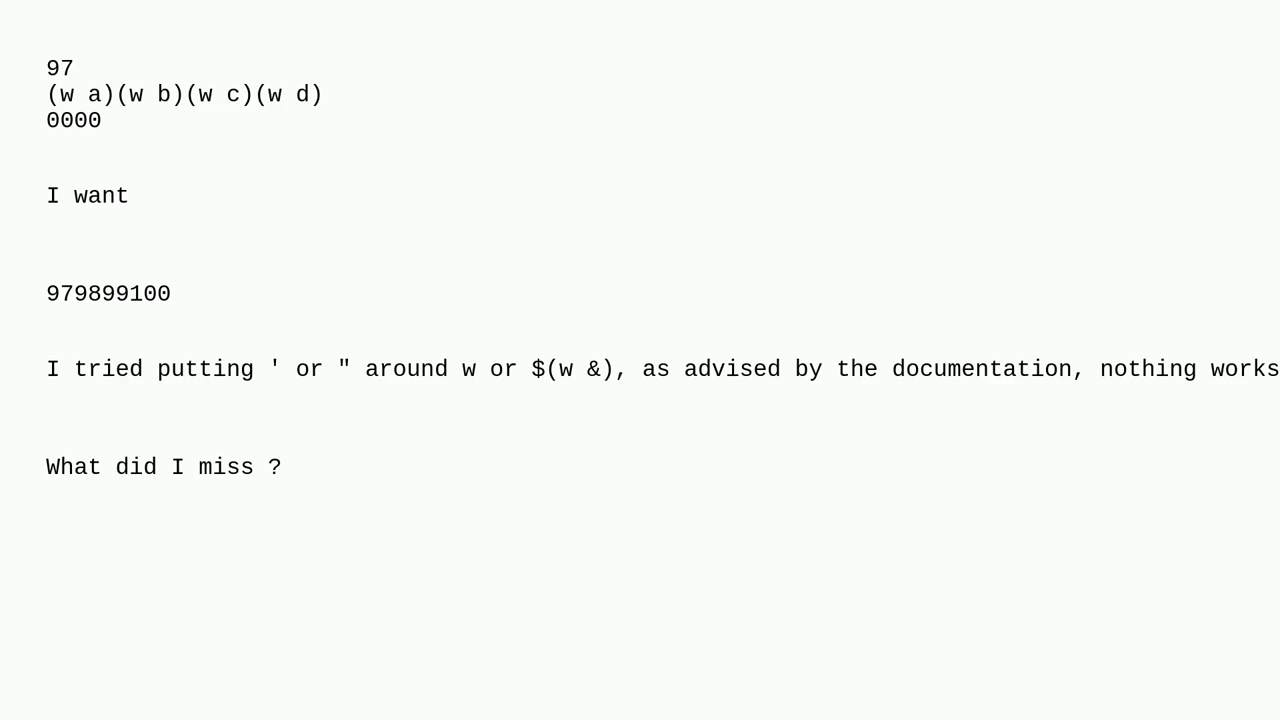 97
(w a)(w b)(w c)(w d)
0000
I want
979899100
I tried putting ' or " around w or $(w &), as advised by the documentation, nothing works
What did I miss ?